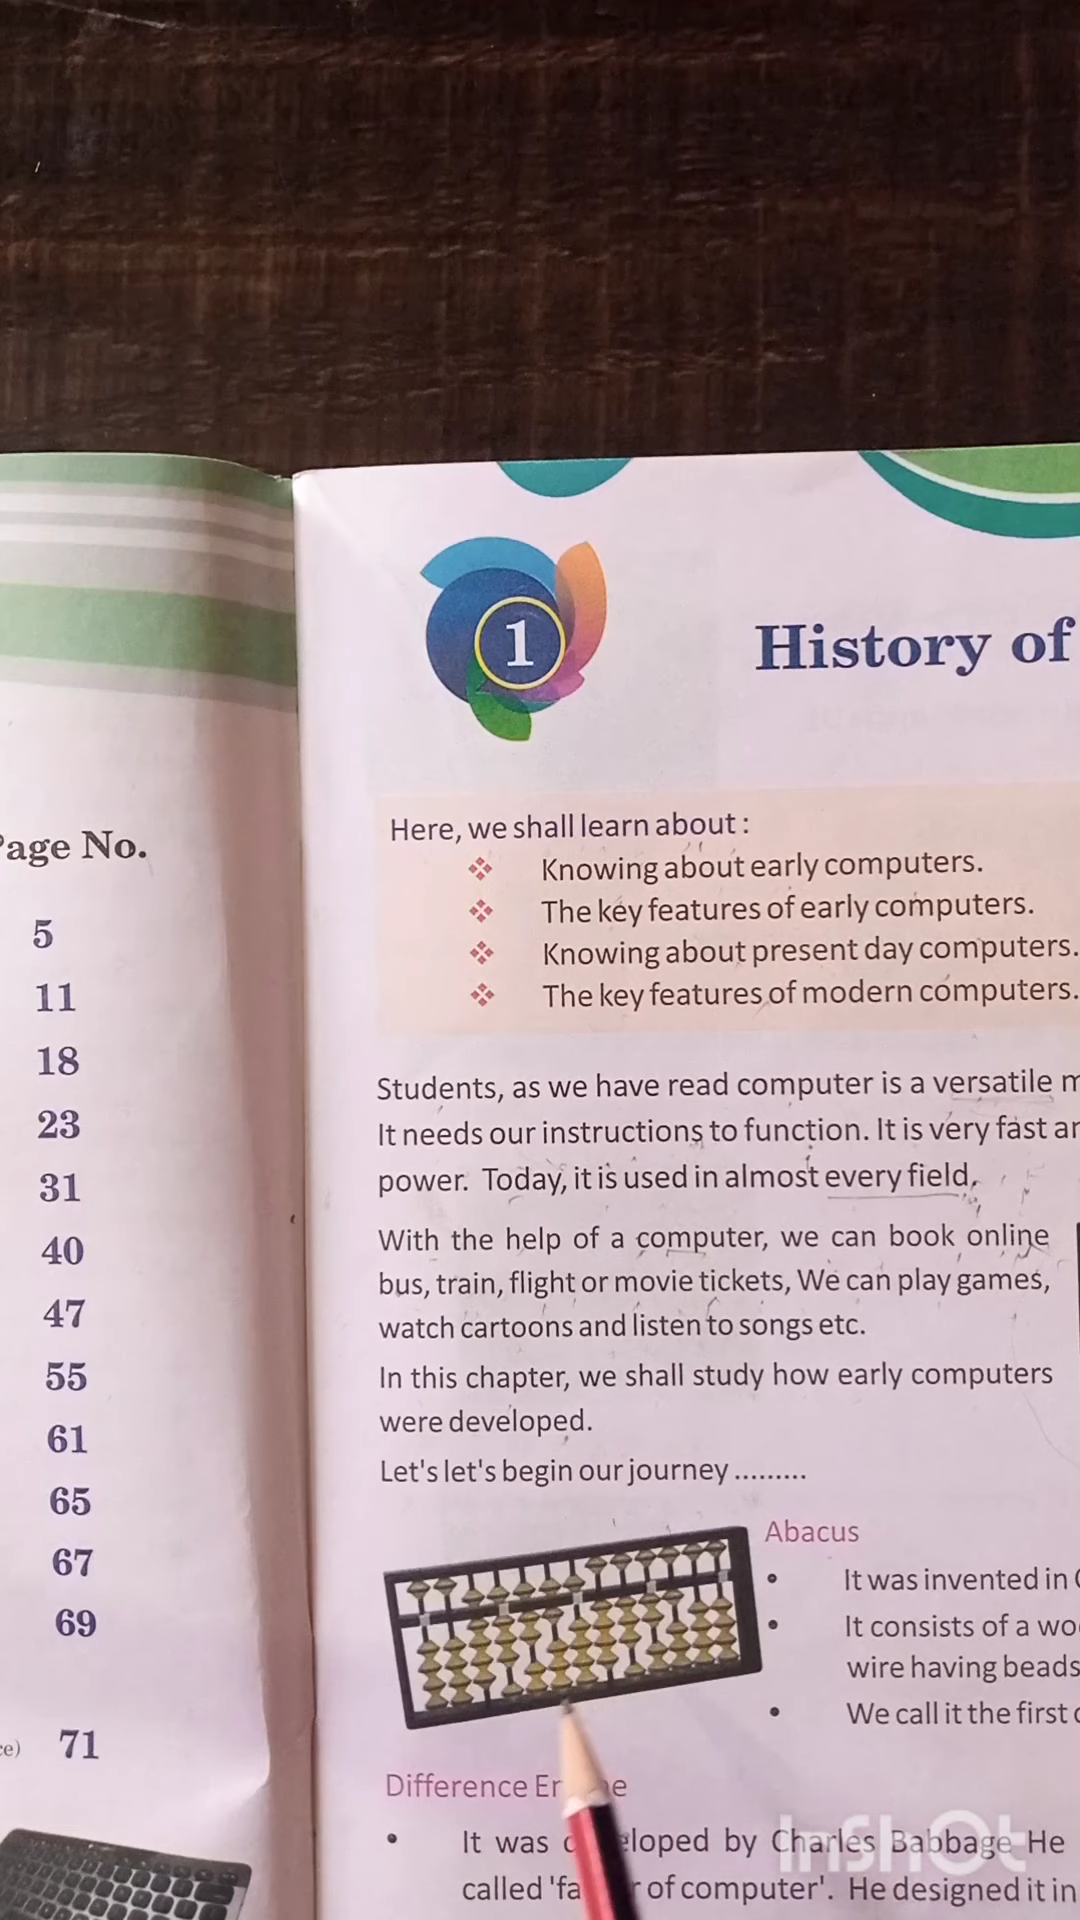 age No.
5
11
18
23
31
40
47
55
61
65
67
69
71
1
History of
Here, we shall learn about :
Knowing about early computers.
The key features of early computers.
Knowing about present day computers.
The key features of modern computers.
Students, as we have read computer is a versatile
It needs our instructions to function. It is very fast
power. Today, it is used in almost every field.
With the help of a computer, we can book online
bus, train, flight or movie tickets, We can play games,
watch cartoons and listen to songs etc.
In this chapter, we shall study how early computers
were developed.
Let's let's begin our journey .........
Abacus
• It was invented in
• It consists of a
wire having beads
• We call it the first
Difference
• It was by Charles Babbage He
called of computer'. He designed it in
InShot